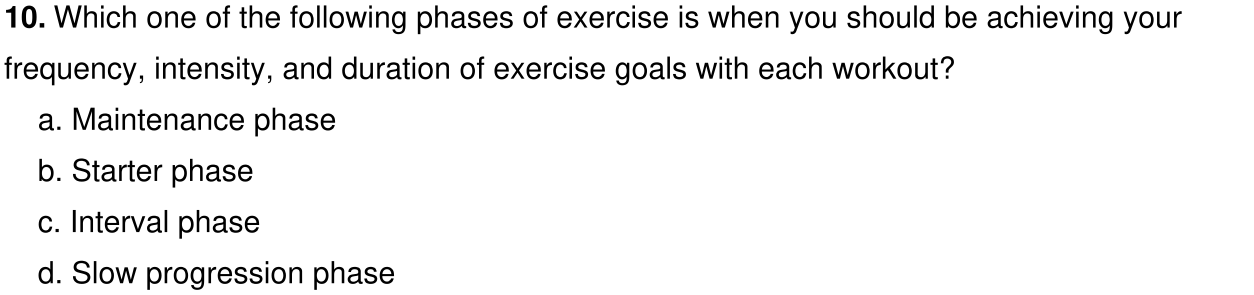 10. Which one of the following phases of exercise is when you should be achieving your
frequency, intensity, and duration of exercise goals with each workout?
a. Maintenance phase
b. Starter phase
c. Interval phase
d. Slow progression phase